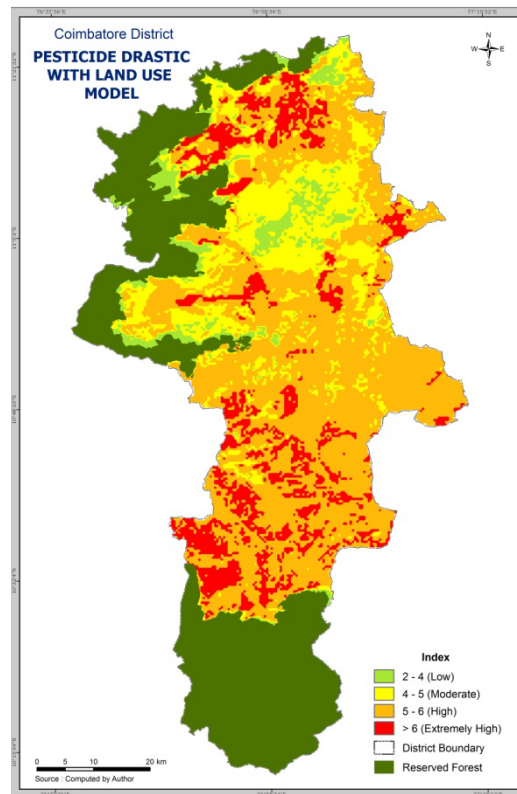 Coimbatore District
PESTICIDE DRASTIC
WITH LAND USE
MODEL
N
W E
S
Index
2 - 4 (Low)
4 - 5 (Moderate)
5 - 6 (High)
> 6 (Extremely High)
District Boundary
Reserved Forest
0 5 10 20 km
Source : Computed by Author